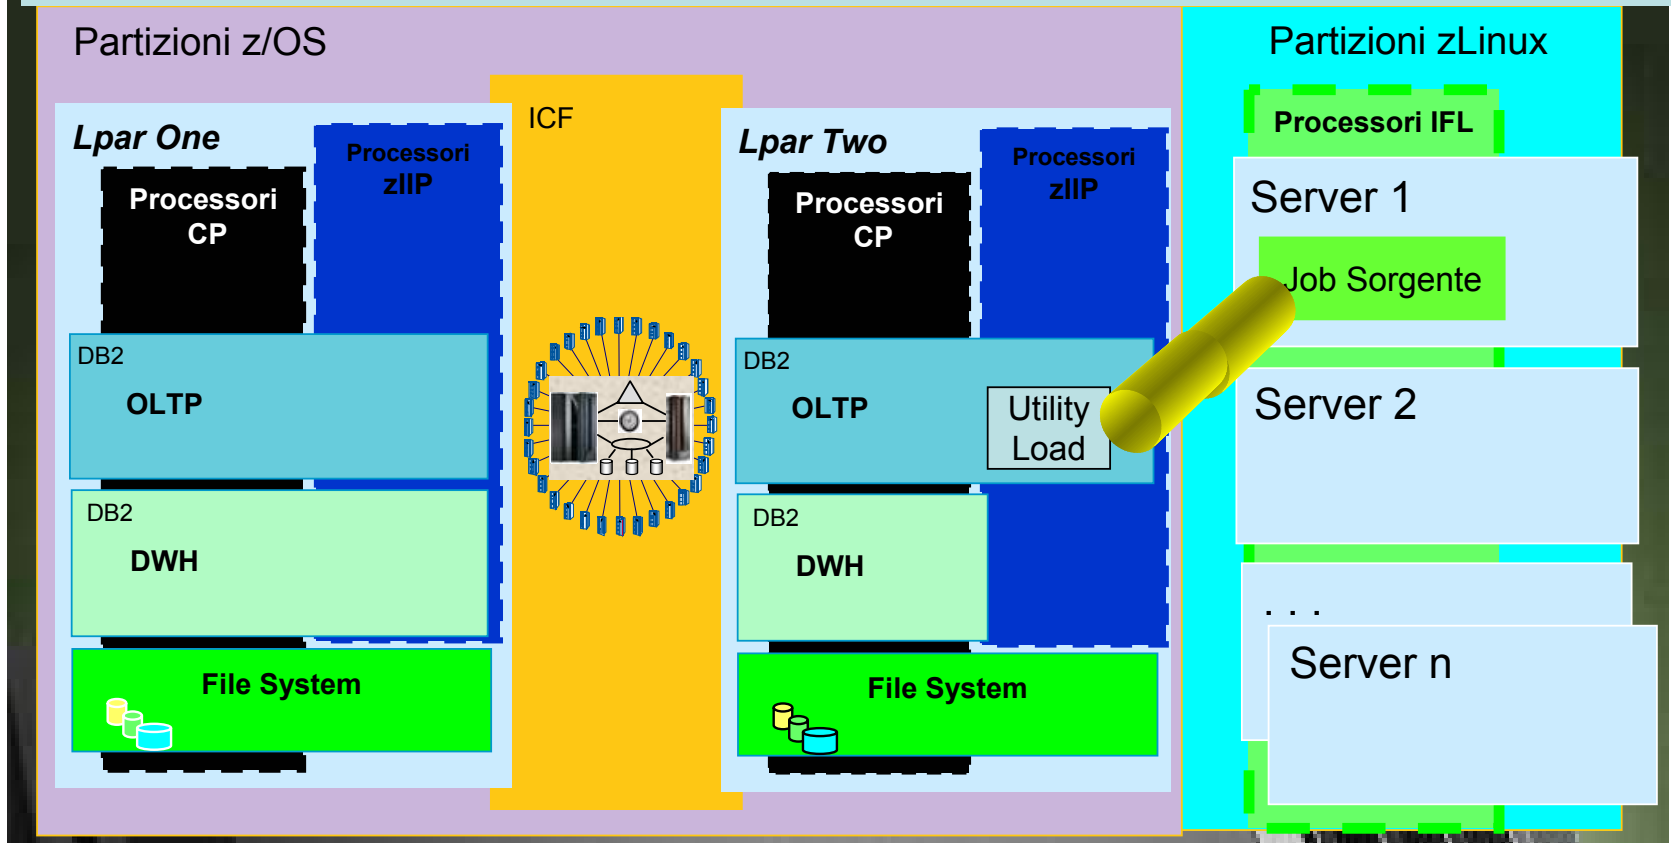 Partizioni z/OS
Partizioni zLinux
ICF
Lpar One
Processori
CP
Processori
zIIP
DB2
OLTP
DB2
DWH
File System
Lpar Two
Processori
CP
Processori
zIIP
DB2
OLTP
Utility
Load
DB2
DWH
File System
Processori IFL
Server 1
Job Sorgente
Server 2
. . .
Server n